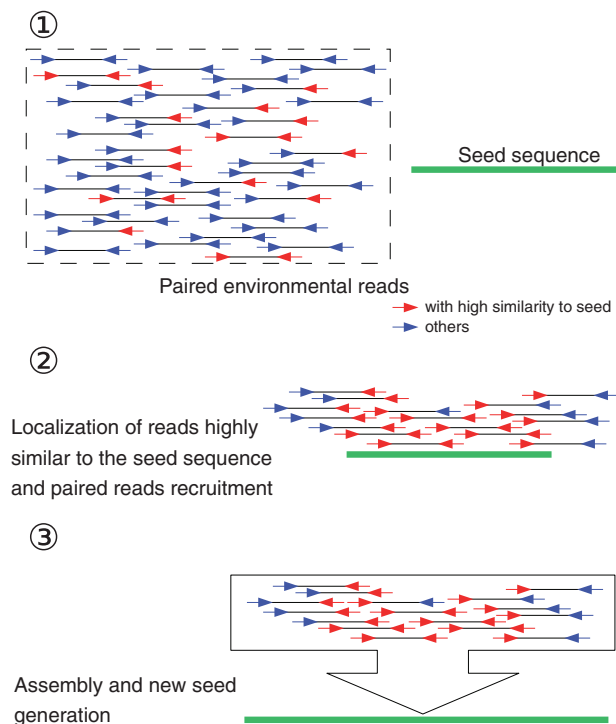 ①
Seed sequence
Paired environmental reads
with high similarity to seed
others
②
Localization of reads highly
similar to the seed sequence
and paired reads recruitment
③
Assembly and new seed
generation